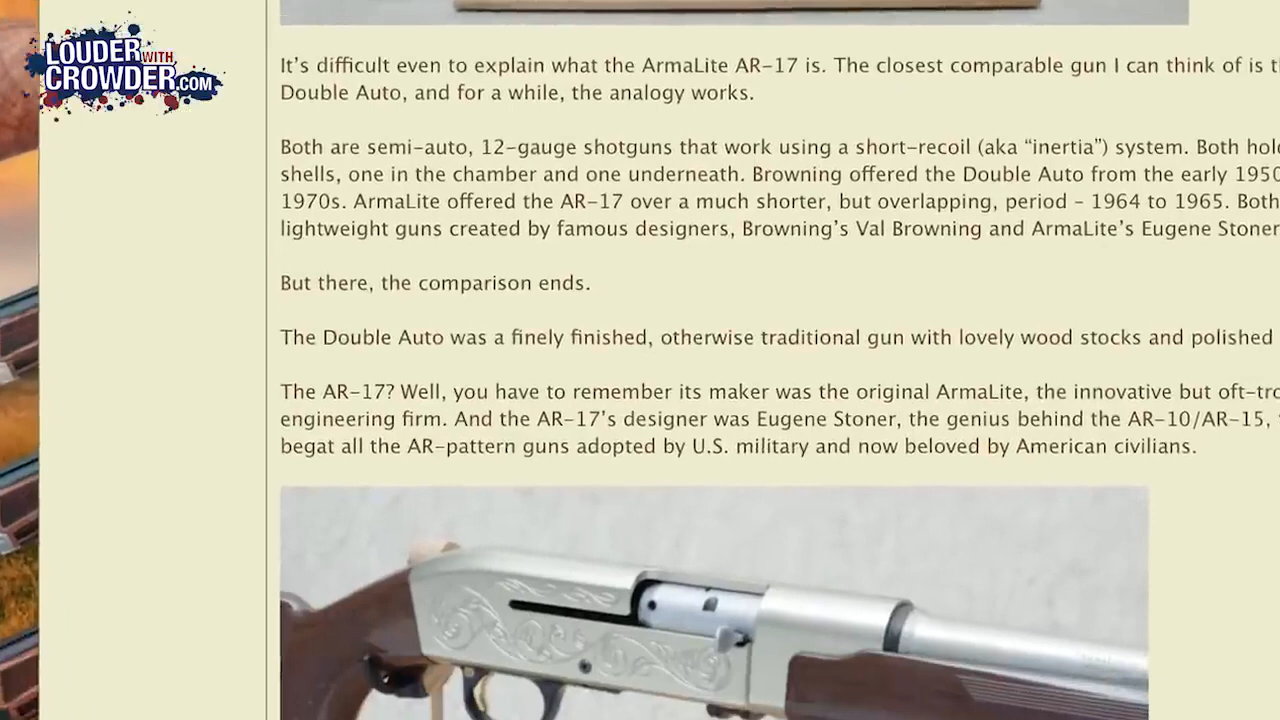 LOUDER WITH
CROWDER.COM
It's difficult even to explain what the ArmaLite AR-17 is. The closest comparable gun I can think of is
Double Auto, and for a while, the analogy works.
Both are semi-auto, 12-gauge shotguns that work using a short-recoil (aka “inertia”) system. Both
shells, one in the chamber and one underneath. Browning offered the Double Auto from the early
1970s. ArmaLite offered the AR-17 over a much shorter, but overlapping, period – 1964 to 1965. Both
lightweight guns created by famous designers, Browning's Val Browning and ArmaLite's Eugene Stoner
But there, the comparison ends.
The Double Auto was a finely finished, otherwise traditional gun with lovely wood stocks and polished
The AR-17? Well, you have to remember its maker was the original ArmaLite, the innovative but
engineering firm. And the AR-17's designer was Eugene Stoner, the genius behind the AR-10/AR-15,
begat all the AR-pattern guns adopted by U.S. military and now beloved by American civilians.